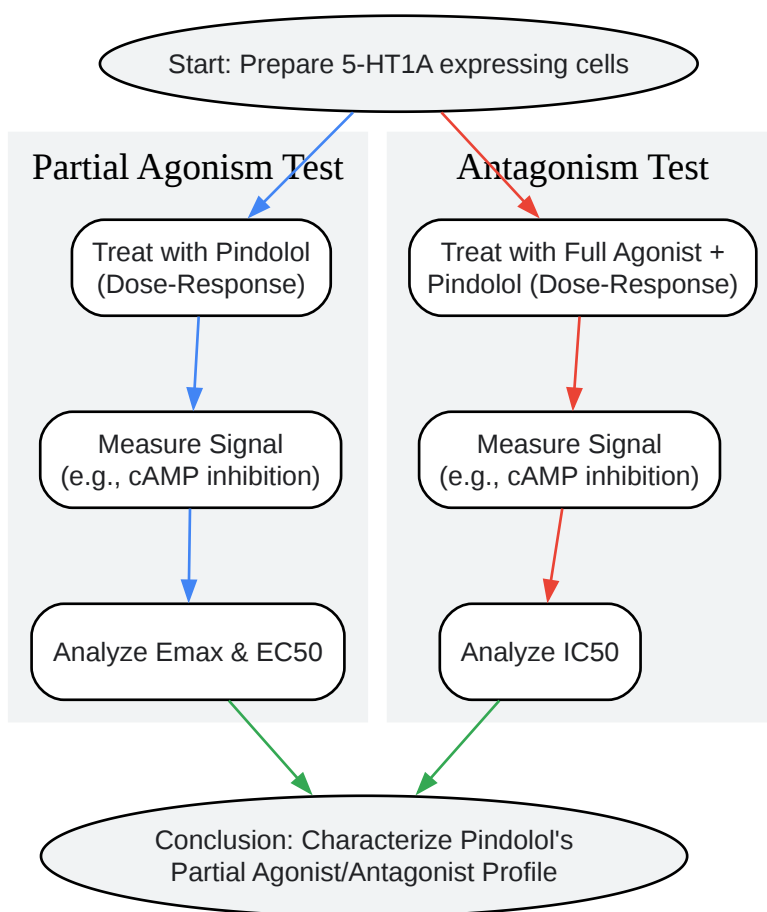 Start: Prepare 5-HT1A expressing cells
Partial Agonism Test
Treat with Pindolol
(Dose-Response)
Measure Signal
(e.g., cAMP inhibition)
Analyze Emax & EC50
Antagonism Test
Treat with Full Agonist +
Pindolol (Dose-Response)
Measure Signal
(e.g., cAMP inhibition)
Analyze IC50
Conclusion: Characterize Pindolol's
Partial Agonist/Antagonist Profile